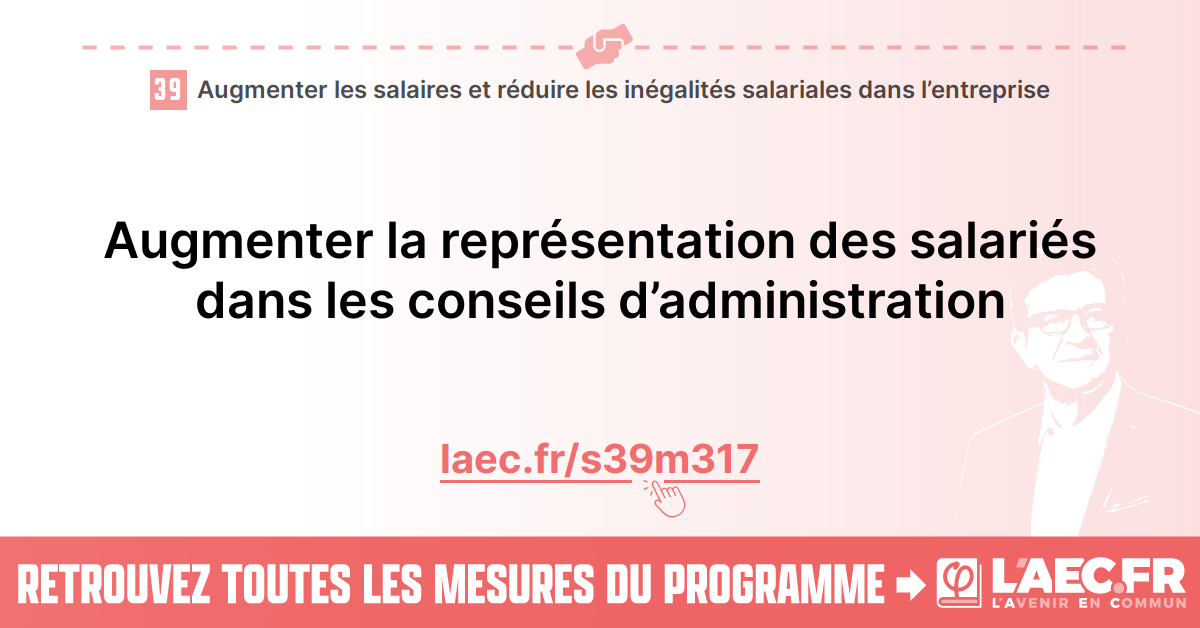 39 Augmenter les salaires et réduire les inégalités salariales dans l’entreprise
Augmenter la représentation des salariés
dans les conseils d’administration
laec.fr/s39m317
RETROUVEZ TOUTES LES MESURES DU PROGRAMME
φ L’AEC.FR
L’AVENIR EN COMMUN